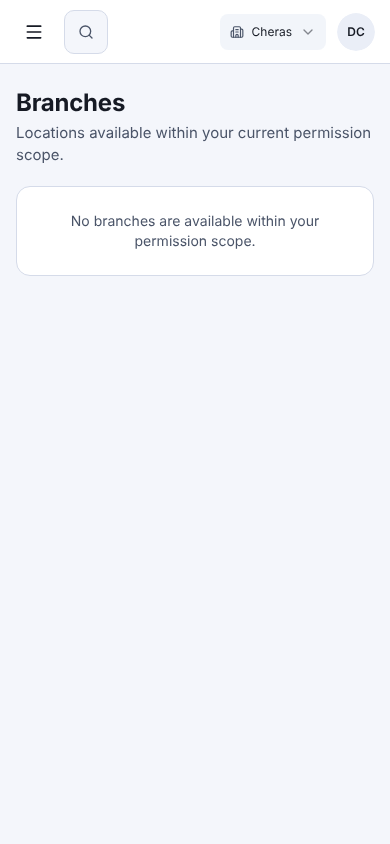 Cheras
DC
Branches
Locations available within your current permission
scope.
No branches are available within your
permission scope.